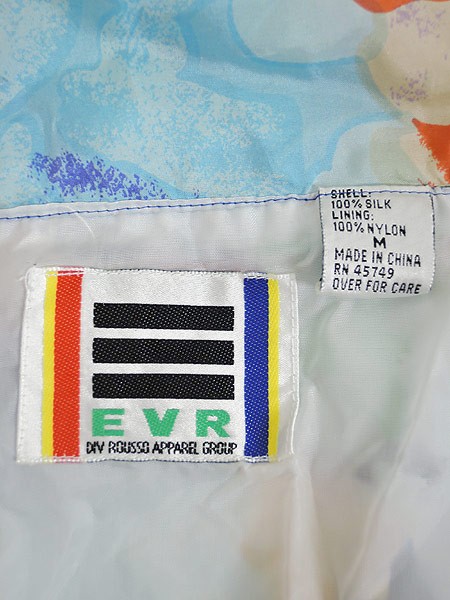 SHELL:
100% SILK
LINING:
100% NYLON
M
MADE IN CHINA
RN 45749
OVER FOR CARE
EVR
DIV ROUSSO APPAREL GROUP